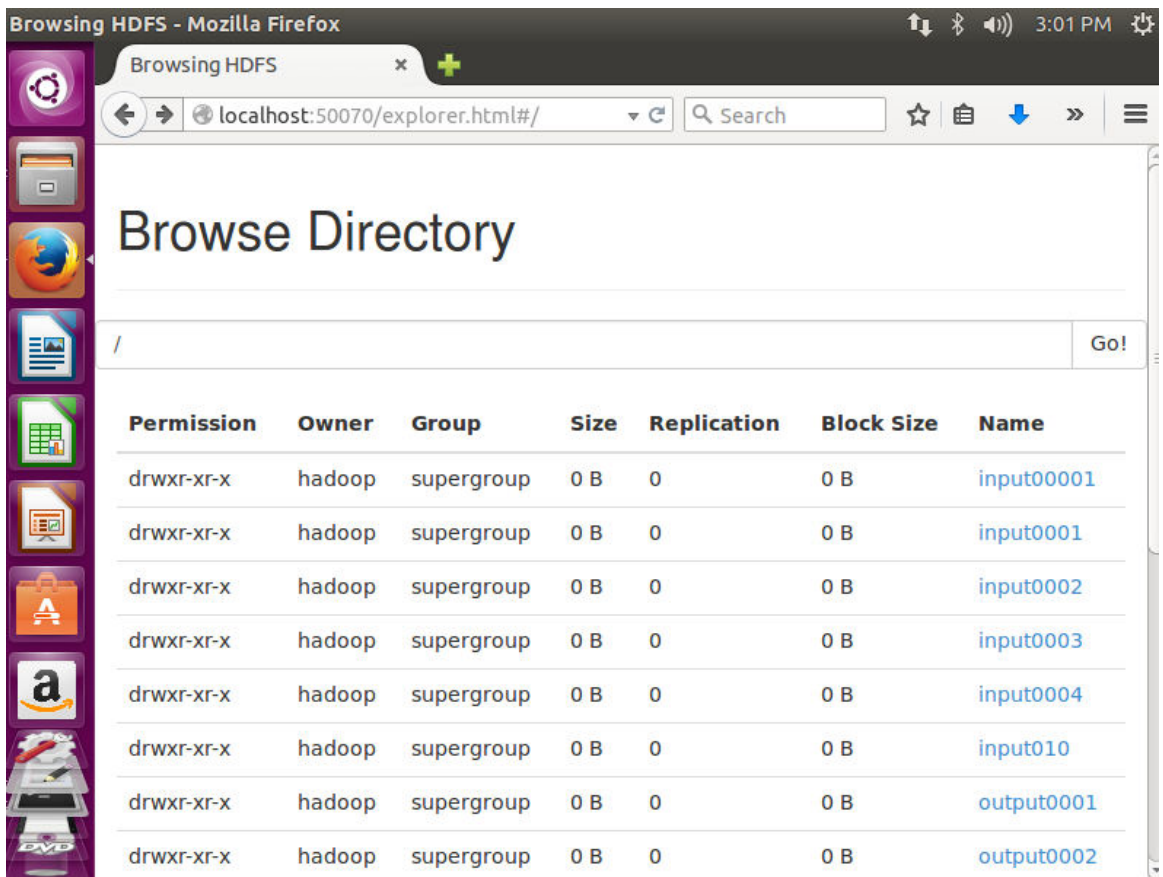 Browsing HDFS - Mozilla Firefox 3:01 PM
Browsing HDFS
localhost:50070/explorer.html#/ Search
Browse Directory
/ Go!
Permission Owner Group Size Replication Block Size Name
drwxr-xr-x hadoop supergroup 0 B 0 0 B input00001
drwxr-xr-x hadoop supergroup 0 B 0 0 B input0001
drwxr-xr-x hadoop supergroup 0 B 0 0 B input0002
drwxr-xr-x hadoop supergroup 0 B 0 0 B input0003
drwxr-xr-x hadoop supergroup 0 B 0 0 B input0004
drwxr-xr-x hadoop supergroup 0 B 0 0 B input010
drwxr-xr-x hadoop supergroup 0 B 0 0 B output0001
drwxr-xr-x hadoop supergroup 0 B 0 0 B output0002
a
DVD